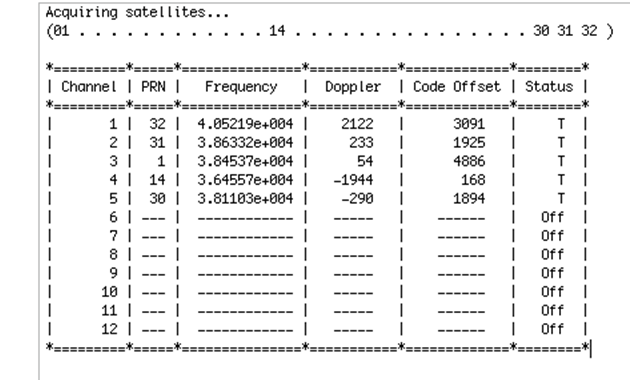 Acquiring satellites...
(01 . . . . . . . . . . . . 14 . . . . . . . . . . . . . . . 30 31 32 )
*=========*=====*===============*===========*=============*========*
| Channel | PRN |   Frequency   |  Doppler  | Code Offset | Status |
*=========*=====*===============*===========*=============*========*
|       1 |  32 |  4.05219e+004 |    2122   |     3091    |     T  |
|       2 |  31 |  3.86332e+004 |     233   |     1925    |     T  |
|       3 |   1 |  3.84537e+004 |      54   |     4886    |     T  |
|       4 |  14 |  3.64557e+004 |   -1944   |      168    |     T  |
|       5 |  30 |  3.81103e+004 |    -290   |     1894    |     T  |
|       6 | --- |  ------------ |   -----   |   ------    |   Off  |
|       7 | --- |  ------------ |   -----   |   ------    |   Off  |
|       8 | --- |  ------------ |   -----   |   ------    |   Off  |
|       9 | --- |  ------------ |   -----   |   ------    |   Off  |
|      10 | --- |  ------------ |   -----   |   ------    |   Off  |
|      11 | --- |  ------------ |   -----   |   ------    |   Off  |
|      12 | --- |  ------------ |   -----   |   ------    |   Off  |
*=========*=====*===============*===========*=============*========*